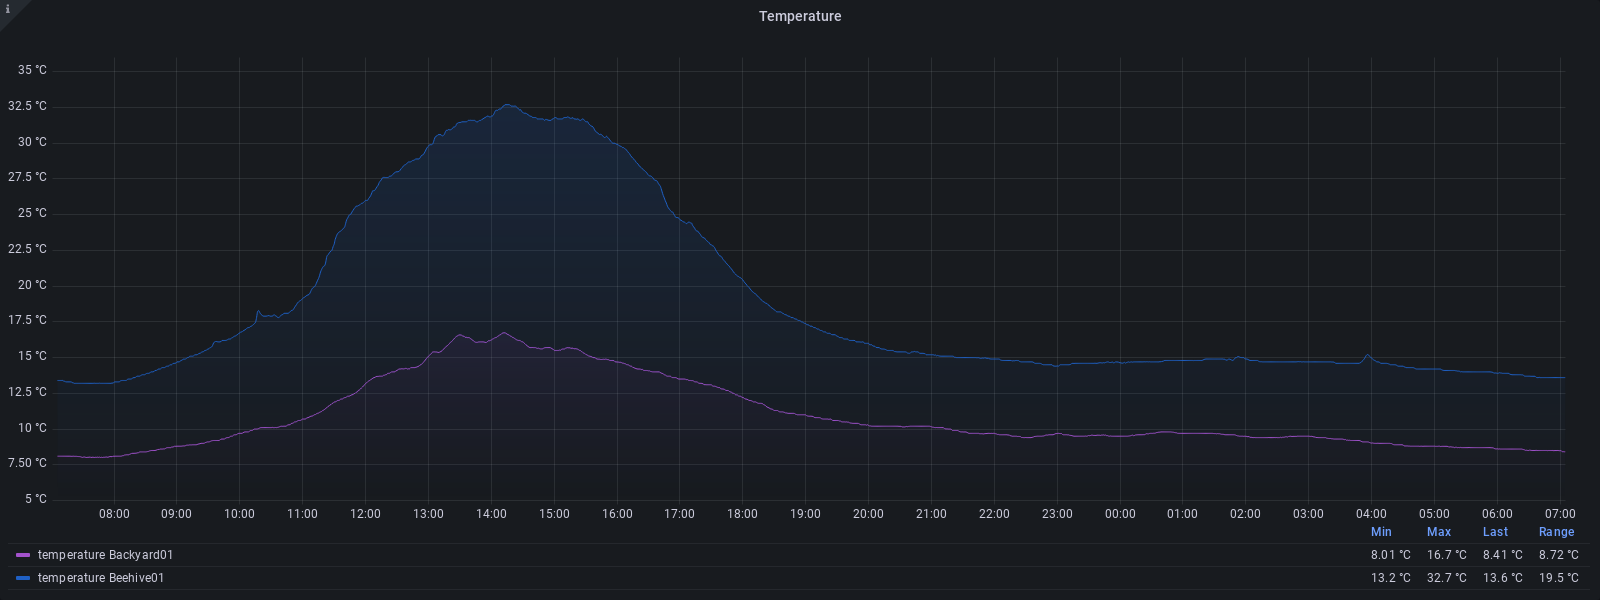 i
Temperature
35 °C
32.5 °C
30 °C
27.5 °C
25 °C
22.5 °C
20 °C
17.5 °C
15 °C
12.5 °C
10 °C
7.50 °C
5 °C
08:00 09:00 10:00 11:00 12:00 13:00 14:00 15:00 16:00 17:00 18:00 19:00 20:00 21:00 22:00 23:00 00:00 01:00 02:00 03:00 04:00 05:00 06:00 07:00
Min Max Last Range
temperature Backyard01 8.01 °C 16.7 °C 8.41 °C 8.72 °C
temperature Beehive01 13.2 °C 32.7 °C 13.6 °C 19.5 °C